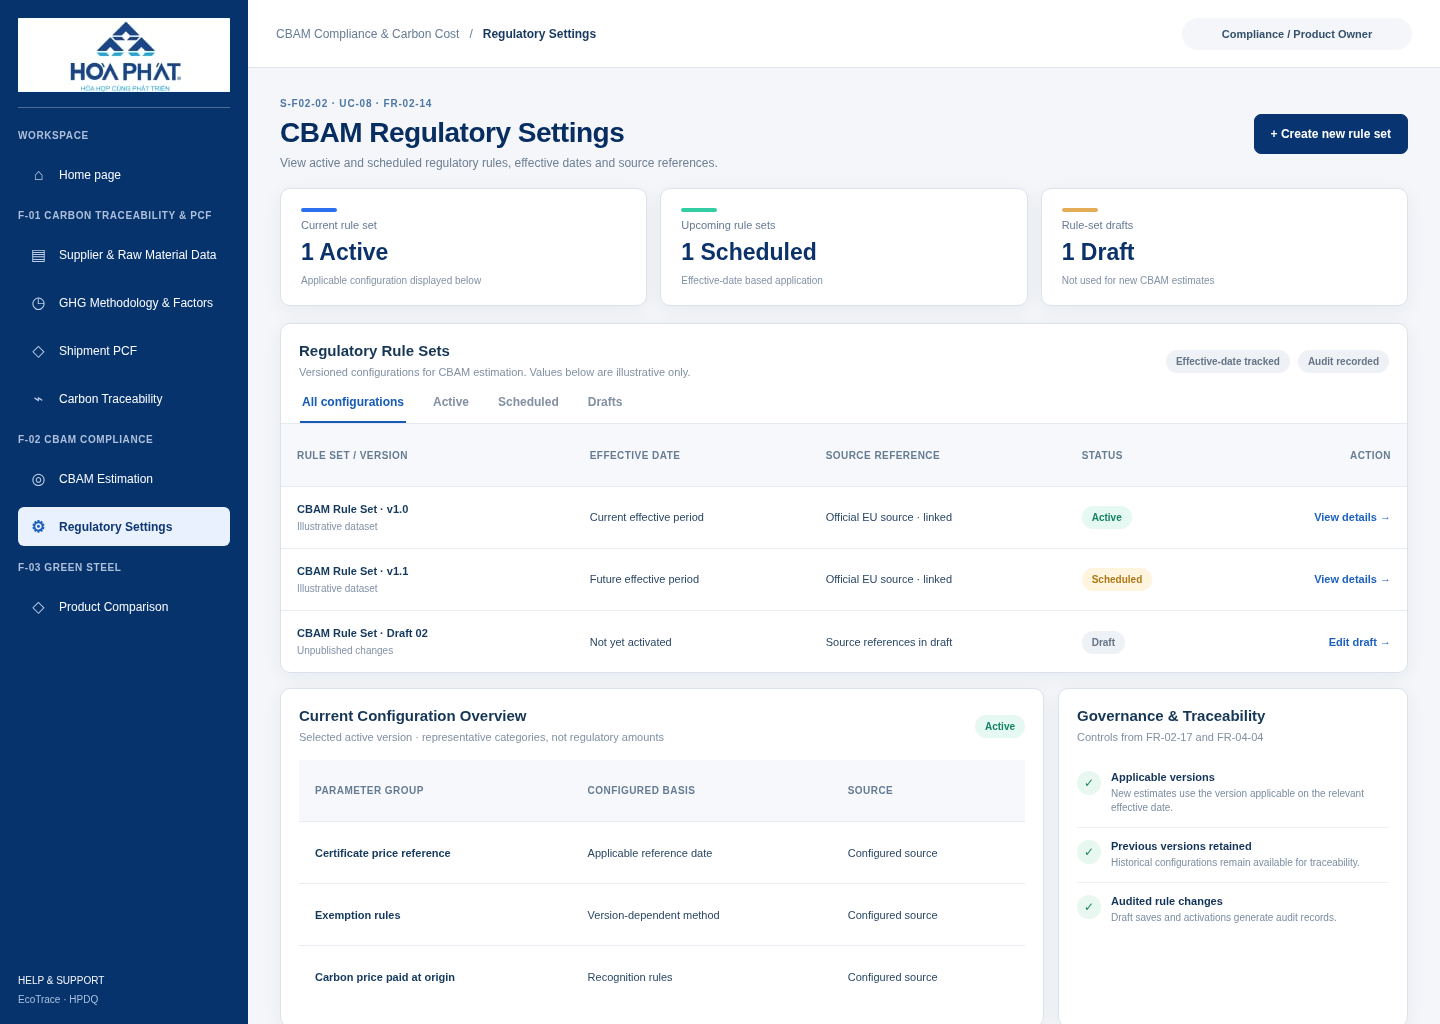 HÒA PHÁT
HÒA HỢP CÙNG PHÁT TRIỂN
WORKSPACE
Home page
F-01 CARBON TRACEABILITY & PCF
Supplier & Raw Material Data
GHG Methodology & Factors
Shipment PCF
Carbon Traceability
F-02 CBAM COMPLIANCE
CBAM Estimation
Regulatory Settings
F-03 GREEN STEEL
Product Comparison
HELP & SUPPORT
EcoTrace · HPDQ
CBAM Compliance & Carbon Cost / Regulatory Settings
Compliance / Product Owner
S-F02-02 · UC-08 · FR-02-14
CBAM Regulatory Settings
View active and scheduled regulatory rules, effective dates and source references.
+ Create new rule set
Current rule set
1 Active
Applicable configuration displayed below
Upcoming rule sets
1 Scheduled
Effective-date based application
Rule-set drafts
1 Draft
Not used for new CBAM estimates
Regulatory Rule Sets
Versioned configurations for CBAM estimation. Values below are illustrative only.
Effective-date tracked Audit recorded
All configurations Active Scheduled Drafts
RULE SET / VERSION EFFECTIVE DATE SOURCE REFERENCE STATUS ACTION
CBAM Rule Set · v1.0
Illustrative dataset
Current effective period Official EU source · linked Active View details →
CBAM Rule Set · v1.1
Illustrative dataset
Future effective period Official EU source · linked Scheduled View details →
CBAM Rule Set · Draft 02
Unpublished changes
Not yet activated Source references in draft Draft Edit draft →
Current Configuration Overview
Selected active version · representative categories, not regulatory amounts
Active
PARAMETER GROUP CONFIGURED BASIS SOURCE
Certificate price reference Applicable reference date Configured source
Exemption rules Version-dependent method Configured source
Carbon price paid at origin Recognition rules Configured source
Governance & Traceability
Controls from FR-02-17 and FR-04-04
✓ Applicable versions
New estimates use the version applicable on the relevant
effective date.
✓ Previous versions retained
Historical configurations remain available for traceability.
✓ Audited rule changes
Draft saves and activations generate audit records.